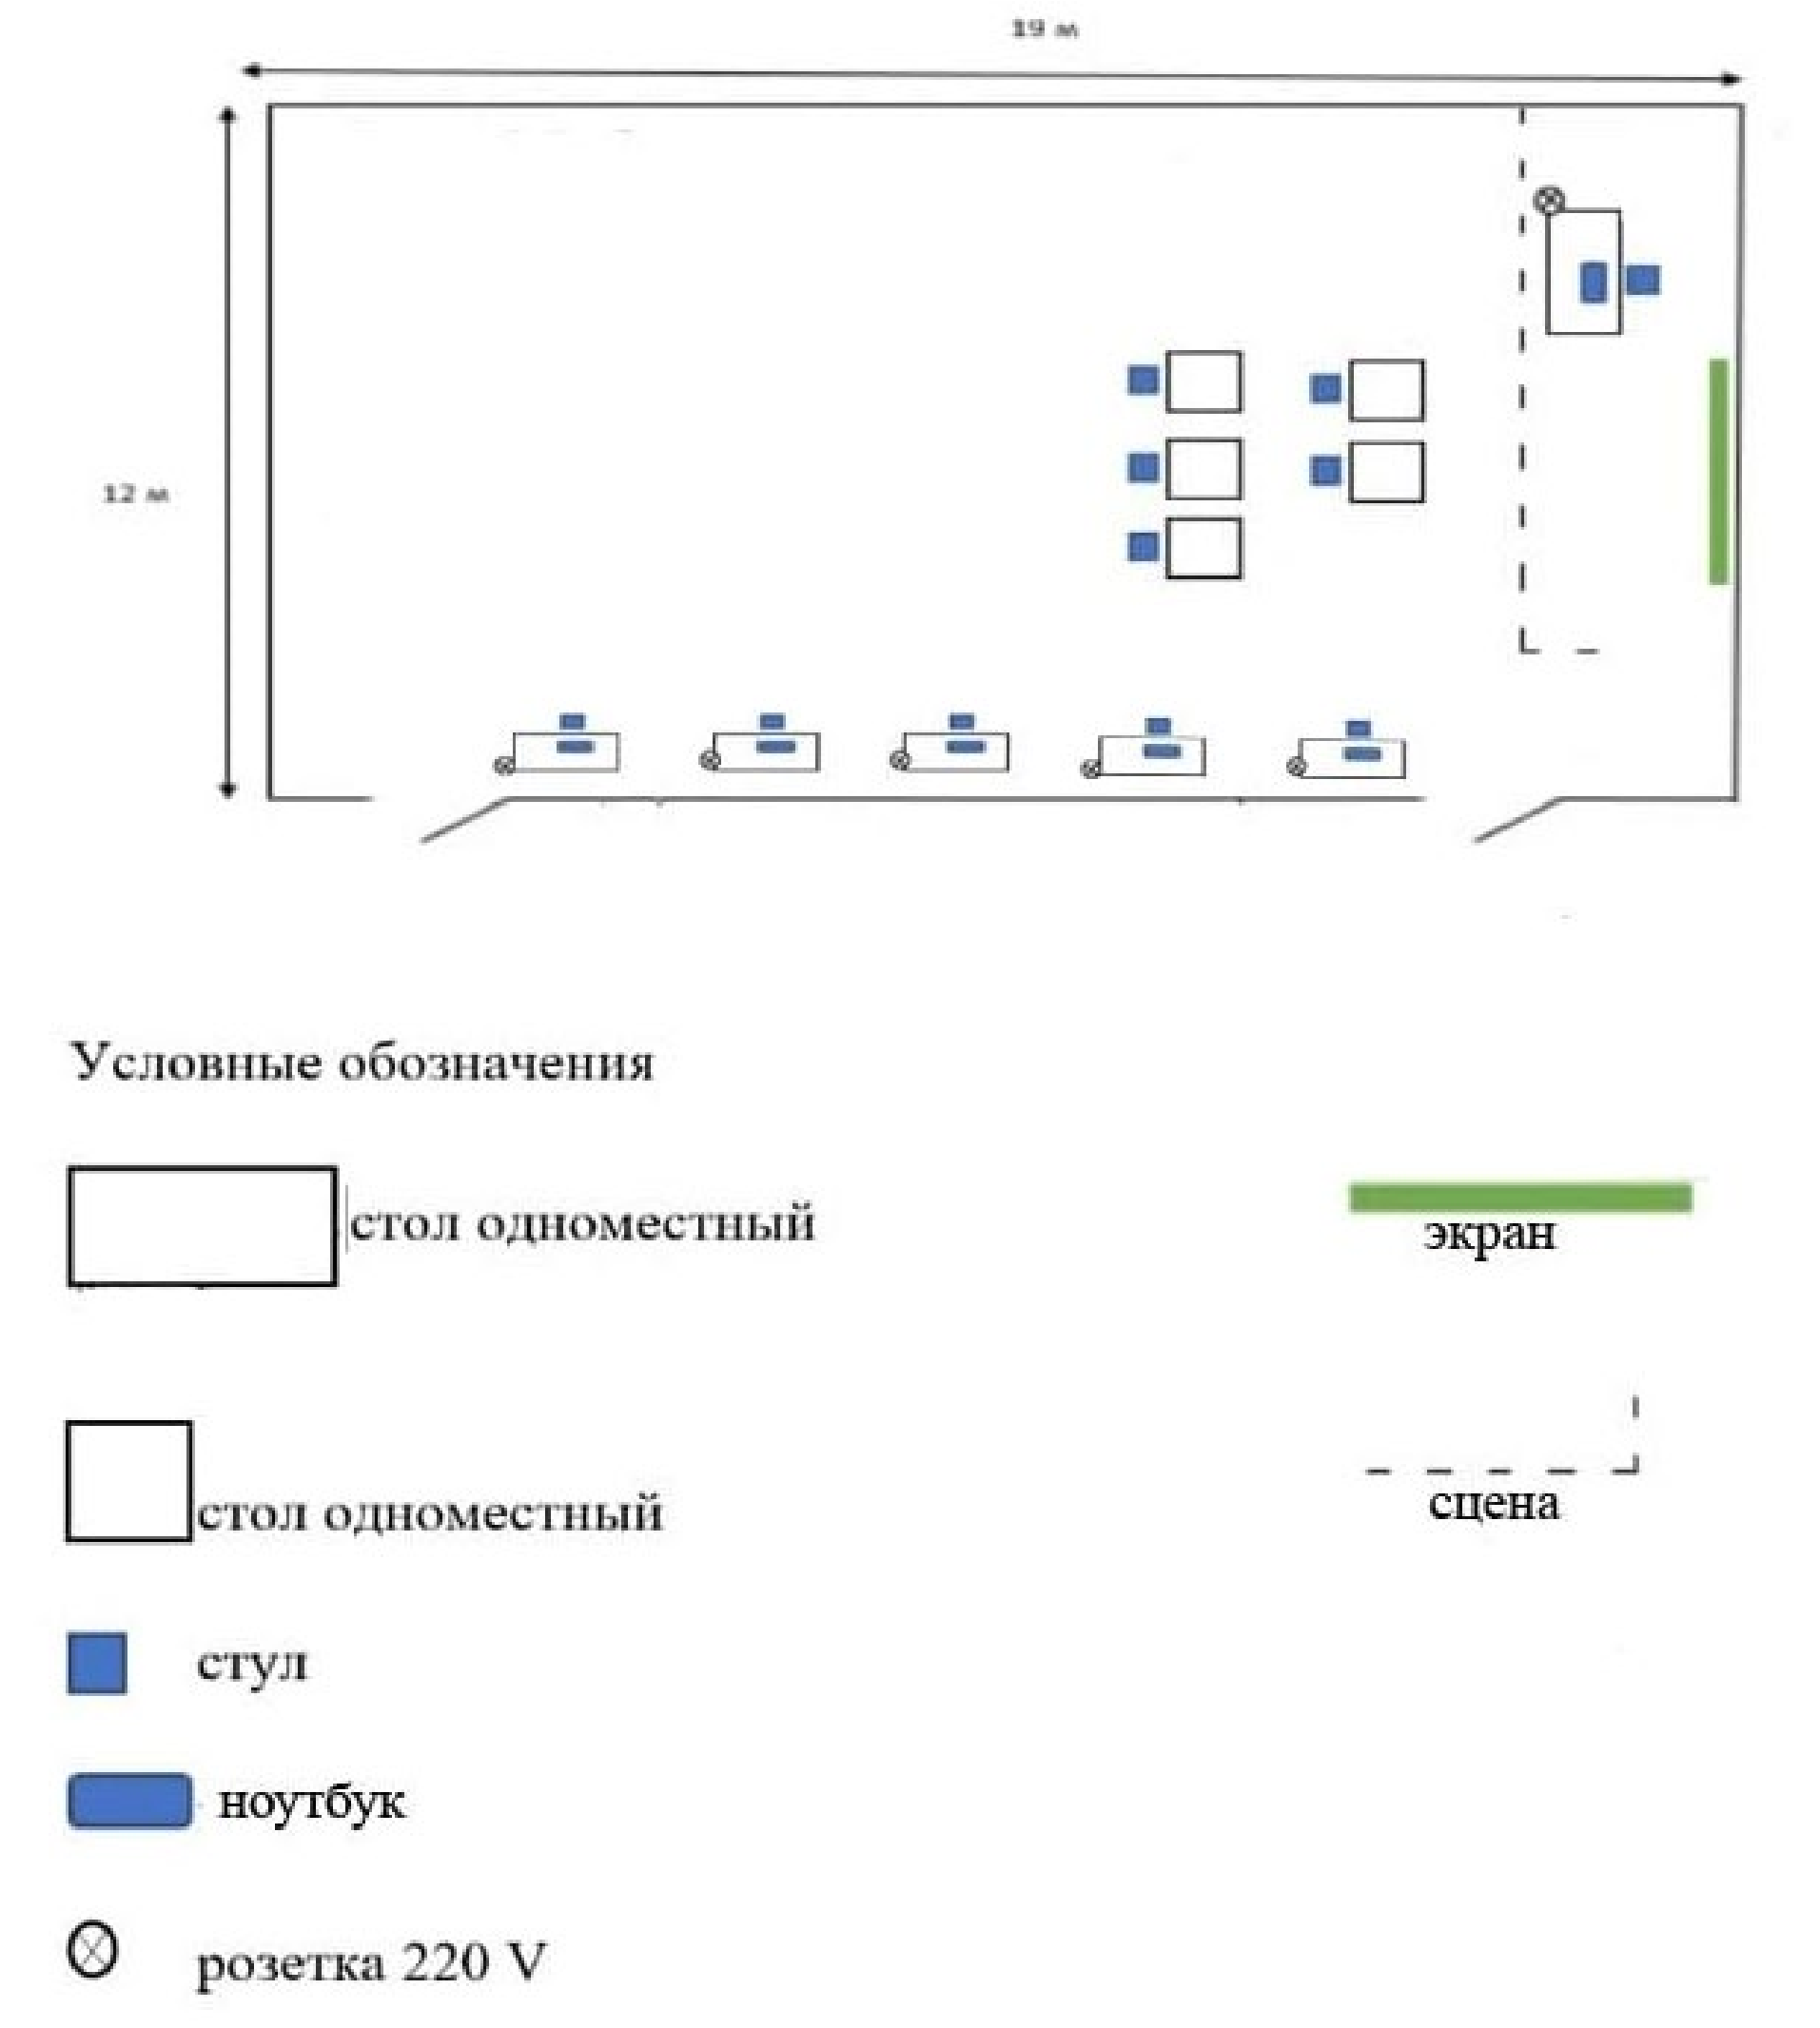 19 м
12 м
Условные обозначения
стол одноместный
экран
стол одноместный
сцена
стул
ноутбук
розетка 220 V